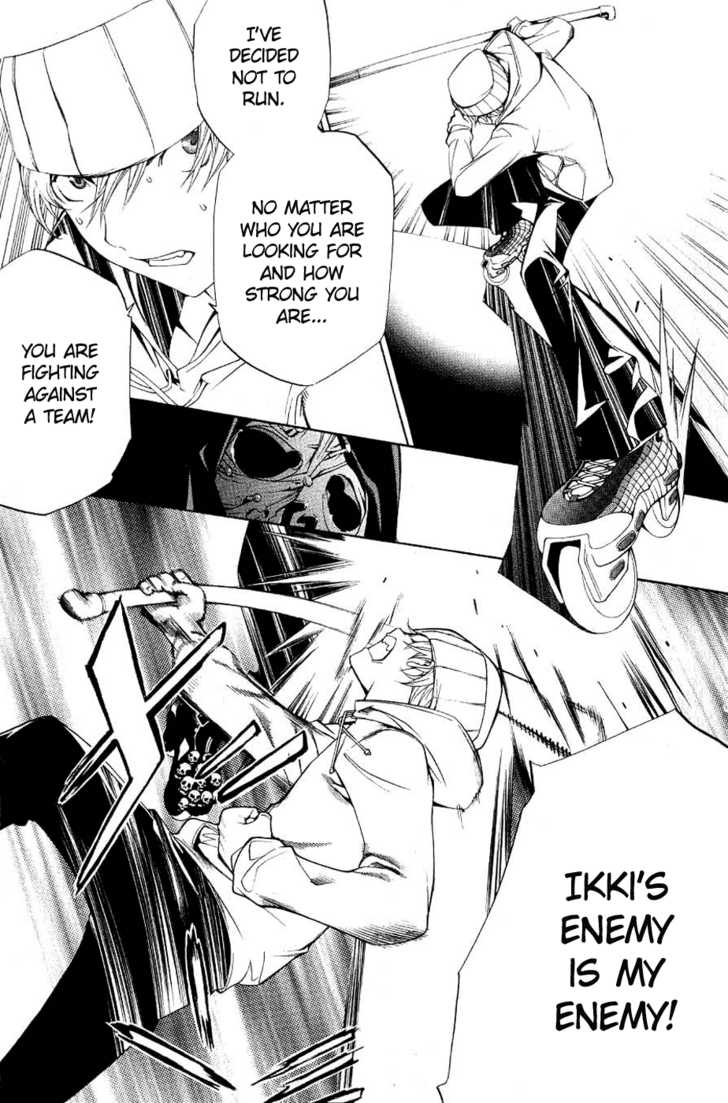 I'VE
DECIDED
NOT TO
RUN.
NO MATTER
WHO YOU ARE
LOOKING FOR
AND HOW
STRONG YOU
ARE...
YOU ARE
FIGHTING
AGAINST
A TEAM!
IKKI'S
ENEMY
IS MY
ENEMY!